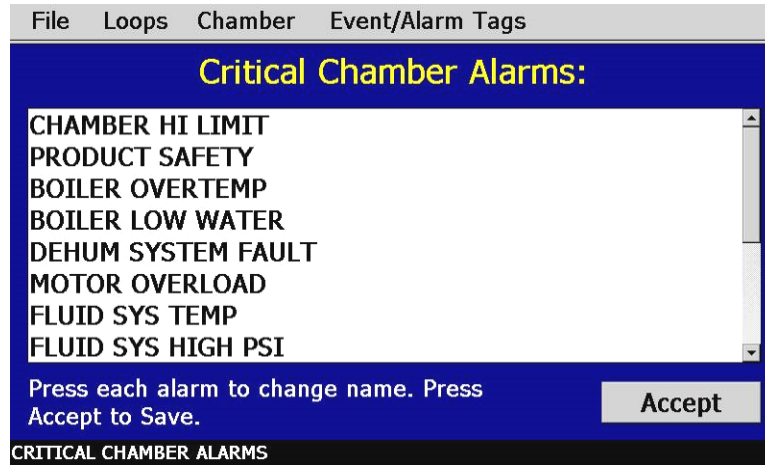 File Loops Chamber Event/Alarm Tags
Critical Chamber Alarms:
CHAMBER HI LIMIT
PRODUCT SAFETY
BOILER OVERTEMP
BOILER LOW WATER
DEHUM SYSTEM FAULT
MOTOR OVERLOAD
FLUID SYS TEMP
FLUID SYS HIGH PSI
Press each alarm to change name. Press
Accept to Save.
Accept
CRITICAL CHAMBER ALARMS